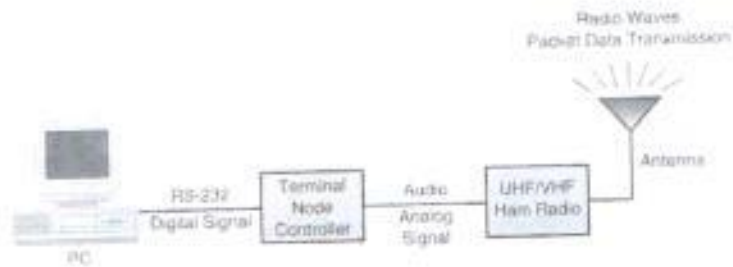 Radio Waves
Packet Data Transmission
Antenna
RS-232
Digital Signal
Terminal
Node
Controller
Audio
Analog
Signal
UHF/VHF
Ham Radio
PC